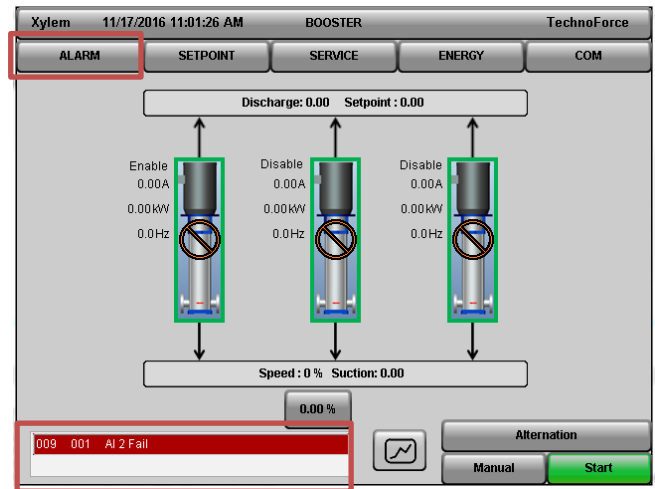 Xylem 11/17/2016 11:01:26 AM BOOSTER TechnoForce
ALARM SETPOINT SERVICE ENERGY COM
Discharge: 0.00 Setpoint : 0.00
Enable Disable Disable
0.00A 0.00A 0.00A
0.00kW 0.00kW 0.00kW
0.0Hz 0.0Hz 0.0Hz
Speed : 0 % Suction: 0.00
0.00 %
009 001 AI 2 Fail
Alternation
Manual Start